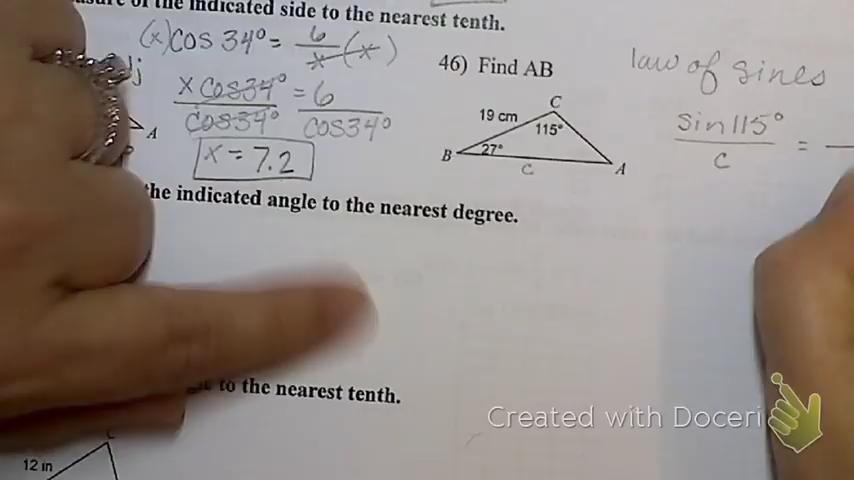 of the indicated side to the nearest tenth.
(x) cos 34° = 6/x (x)
x cos 34° / cos 34° = 6 / cos 34°
x = 7.2
A
46) Find AB
19 cm
C
115°
B
27°
C
A
law of sines
sin 115° / c =
the indicated angle to the nearest degree.
to the nearest tenth.
12 in
Created with Doceri